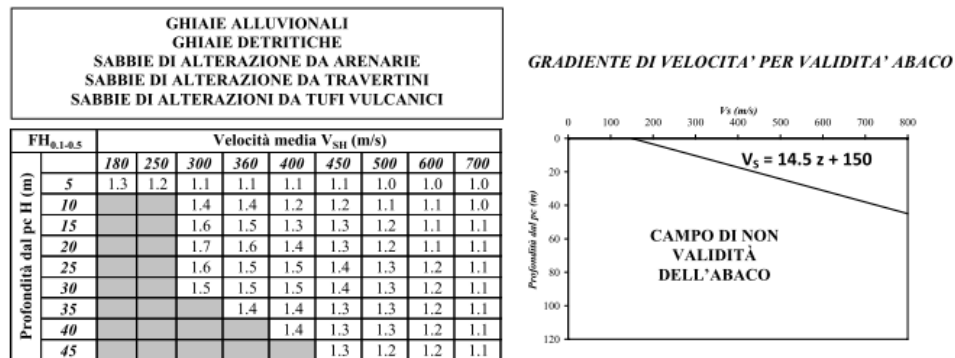 GHIAIE ALLUVIONALI
GHIAIE DETRITICHE
SABBIE DI ALTERAZIONE DA ARENARIE
SABBIE DI ALTERAZIONE DA TRAVERTINI
SABBIE DI ALTERAZIONI DA TUFI VULCANICI
FH0.1-0.5 Velocità media VSH (m/s)
180 250 300 360 400 450 500 600 700
Profondità dal pc H (m)
5 1.3 1.2 1.1 1.1 1.1 1.1 1.0 1.0 1.0
10 1.4 1.4 1.2 1.2 1.1 1.1 1.0
15 1.6 1.5 1.3 1.3 1.2 1.1 1.1
20 1.7 1.6 1.4 1.3 1.2 1.1 1.1
25 1.6 1.5 1.5 1.4 1.3 1.2 1.1
30 1.5 1.5 1.5 1.4 1.3 1.2 1.1
35 1.4 1.4 1.3 1.3 1.2 1.1
40 1.4 1.3 1.3 1.2 1.1
45 1.3 1.2 1.2 1.1
GRADIENTE DI VELOCITA' PER VALIDITA' ABACO
Vs (m/s)
0 100 200 300 400 500 600 700 800
Profondità dal pc (m)
0
20
40
60
80
100
120
VS = 14.5 z + 150
CAMPO DI NON
VALIDITÀ
DELL'ABACO